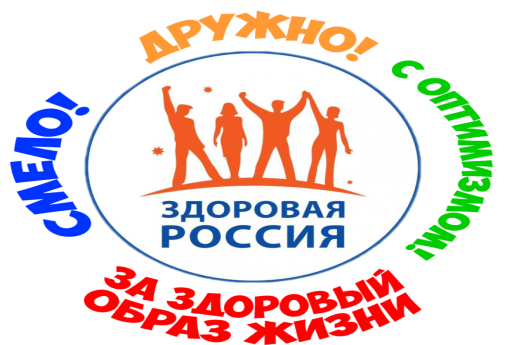 СМЕЛО!
ДРУЖНО!
С ОПТИМИЗМОМ!
ЗДОРОВАЯ
РОССИЯ
ЗА ЗДОРОВЫЙ
ОБРАЗ ЖИЗНИ